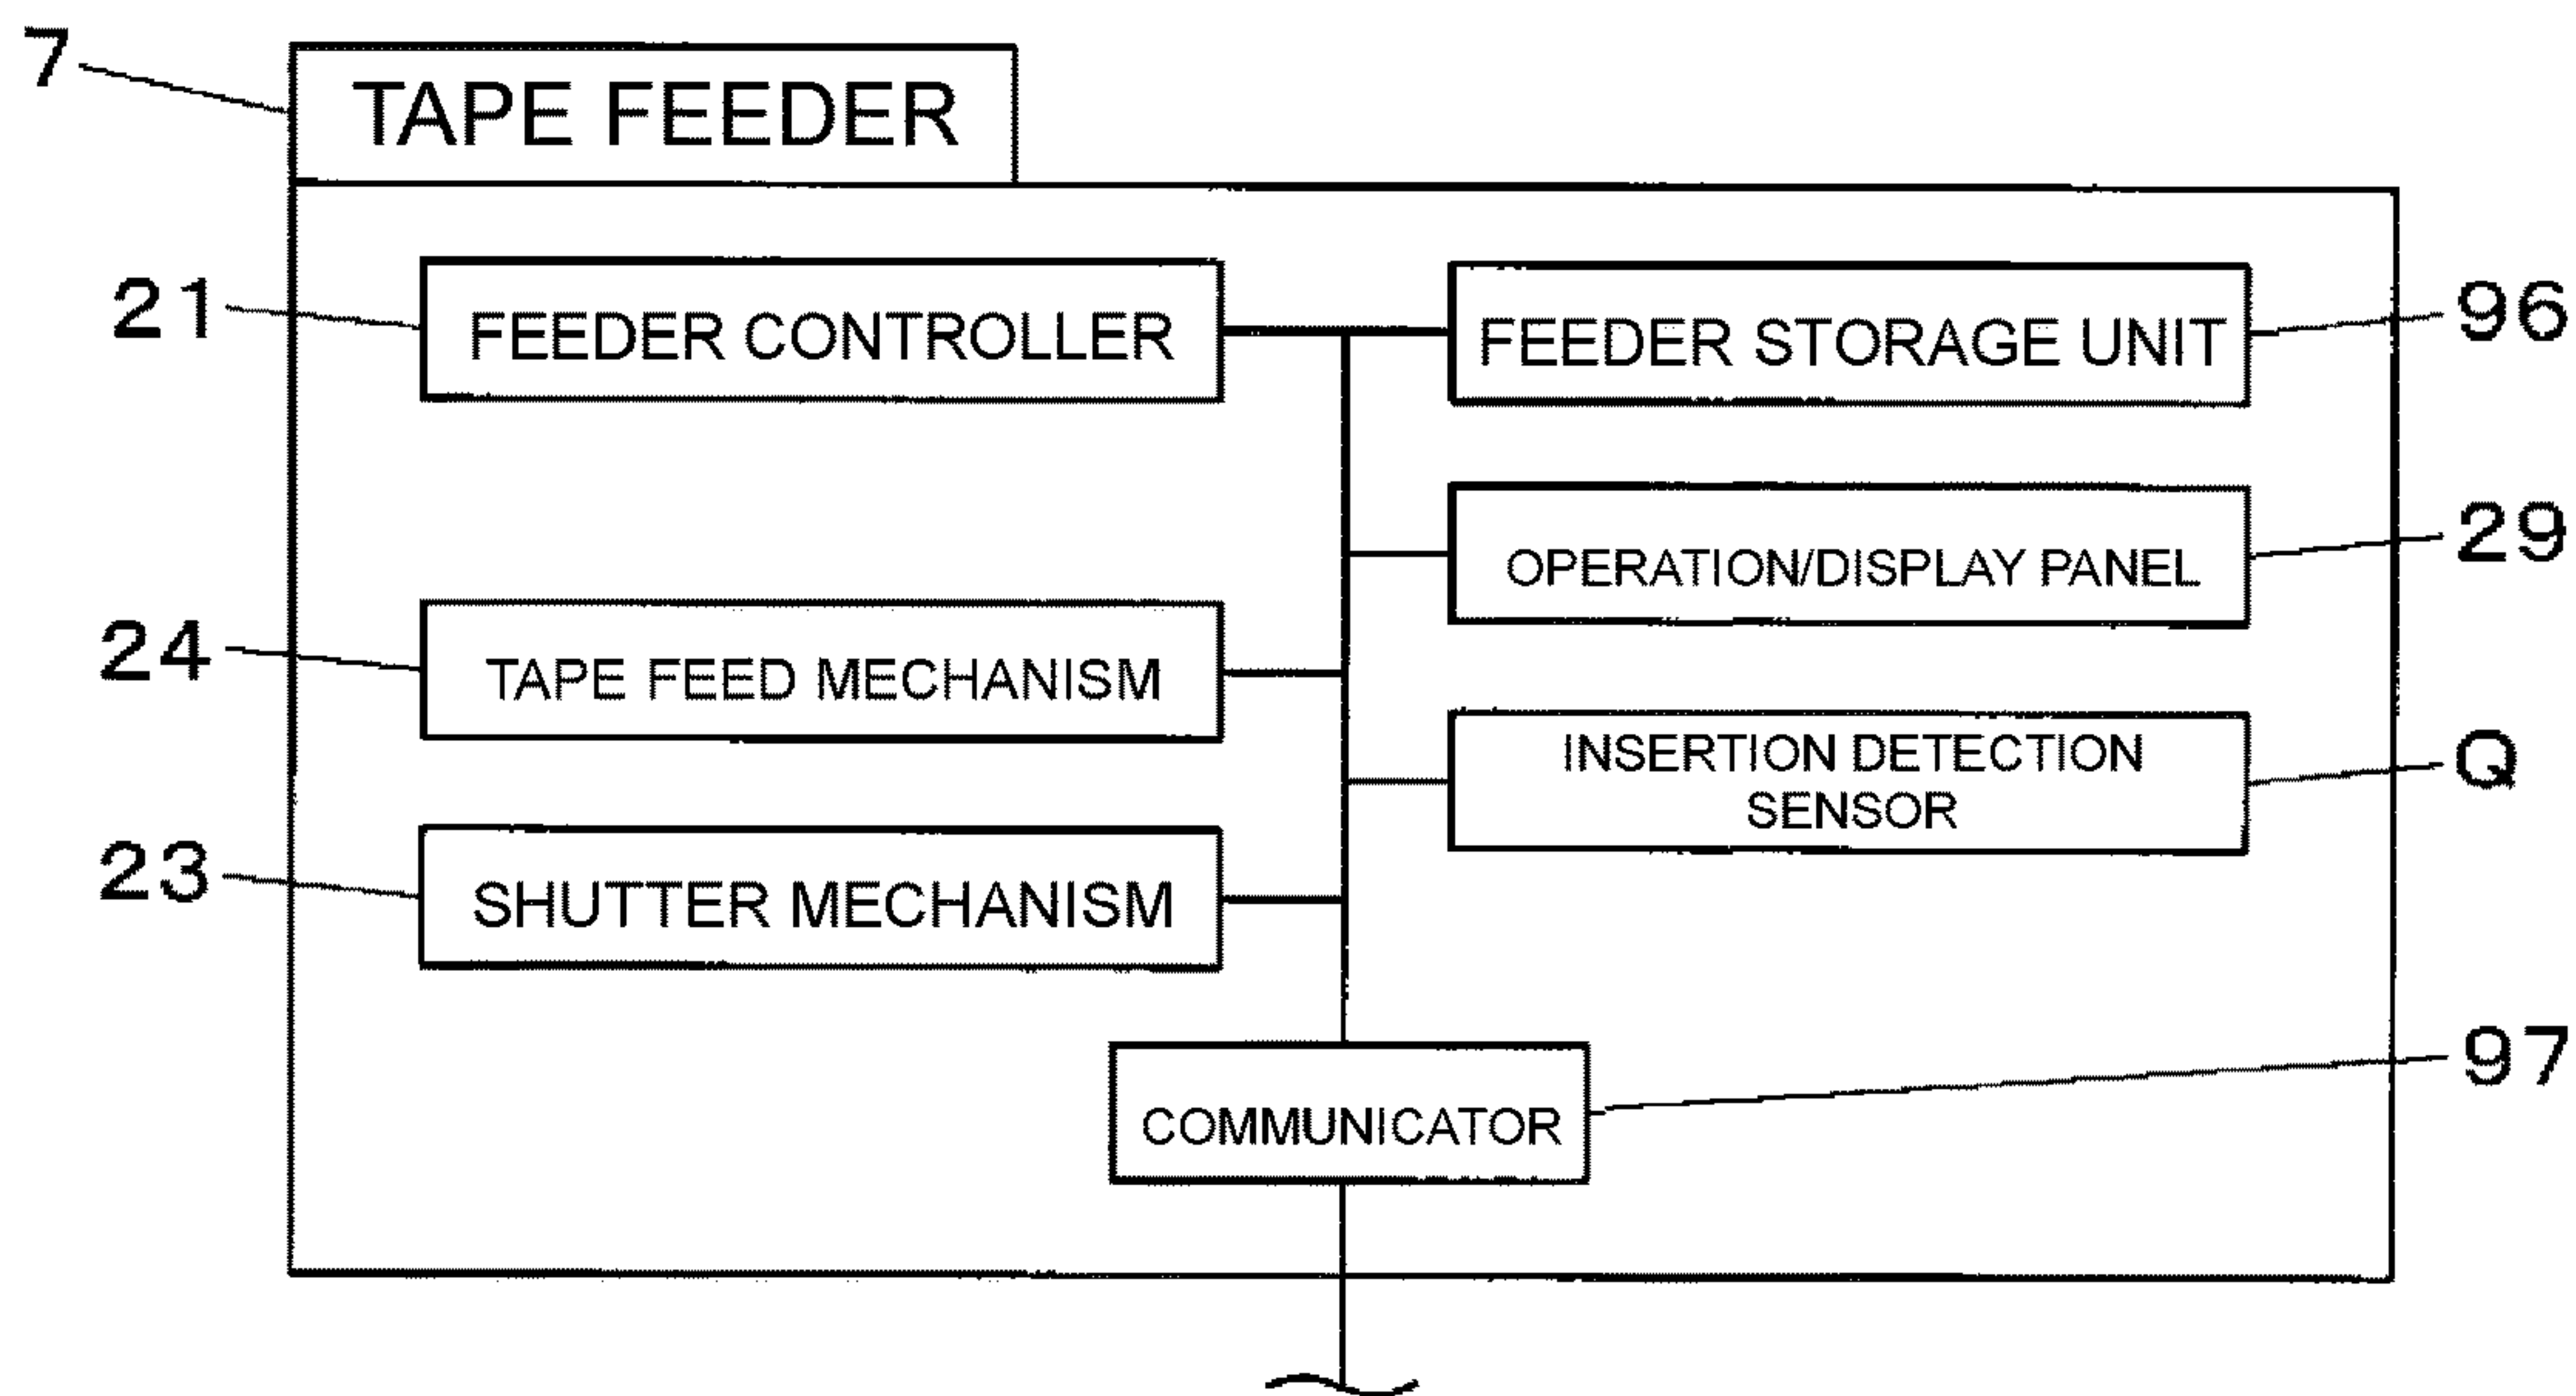 7
TAPE FEEDER
21
FEEDER CONTROLLER
FEEDER STORAGE UNIT
96
OPERATION/DISPLAY PANEL
29
24
TAPE FEED MECHANISM
INSERTION DETECTION
SENSOR
Q
23
SHUTTER MECHANISM
COMMUNICATOR
97